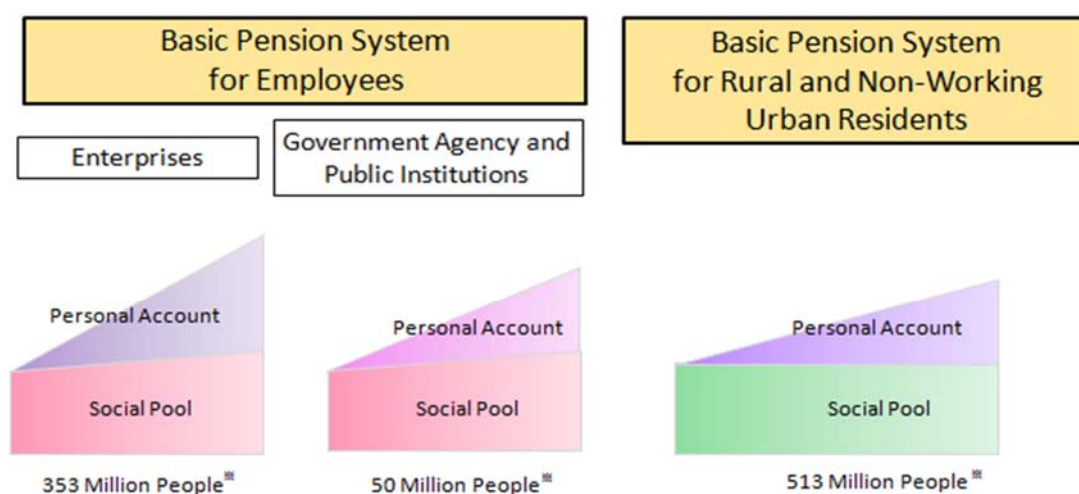 Basic Pension System
for Employees
Basic Pension System
for Rural and Non-Working
Urban Residents
Enterprises
Government Agency and
Public Institutions
Personal Account
Social Pool
353 Million People※
Personal Account
Social Pool
50 Million People※
Personal Account
Social Pool
513 Million People※